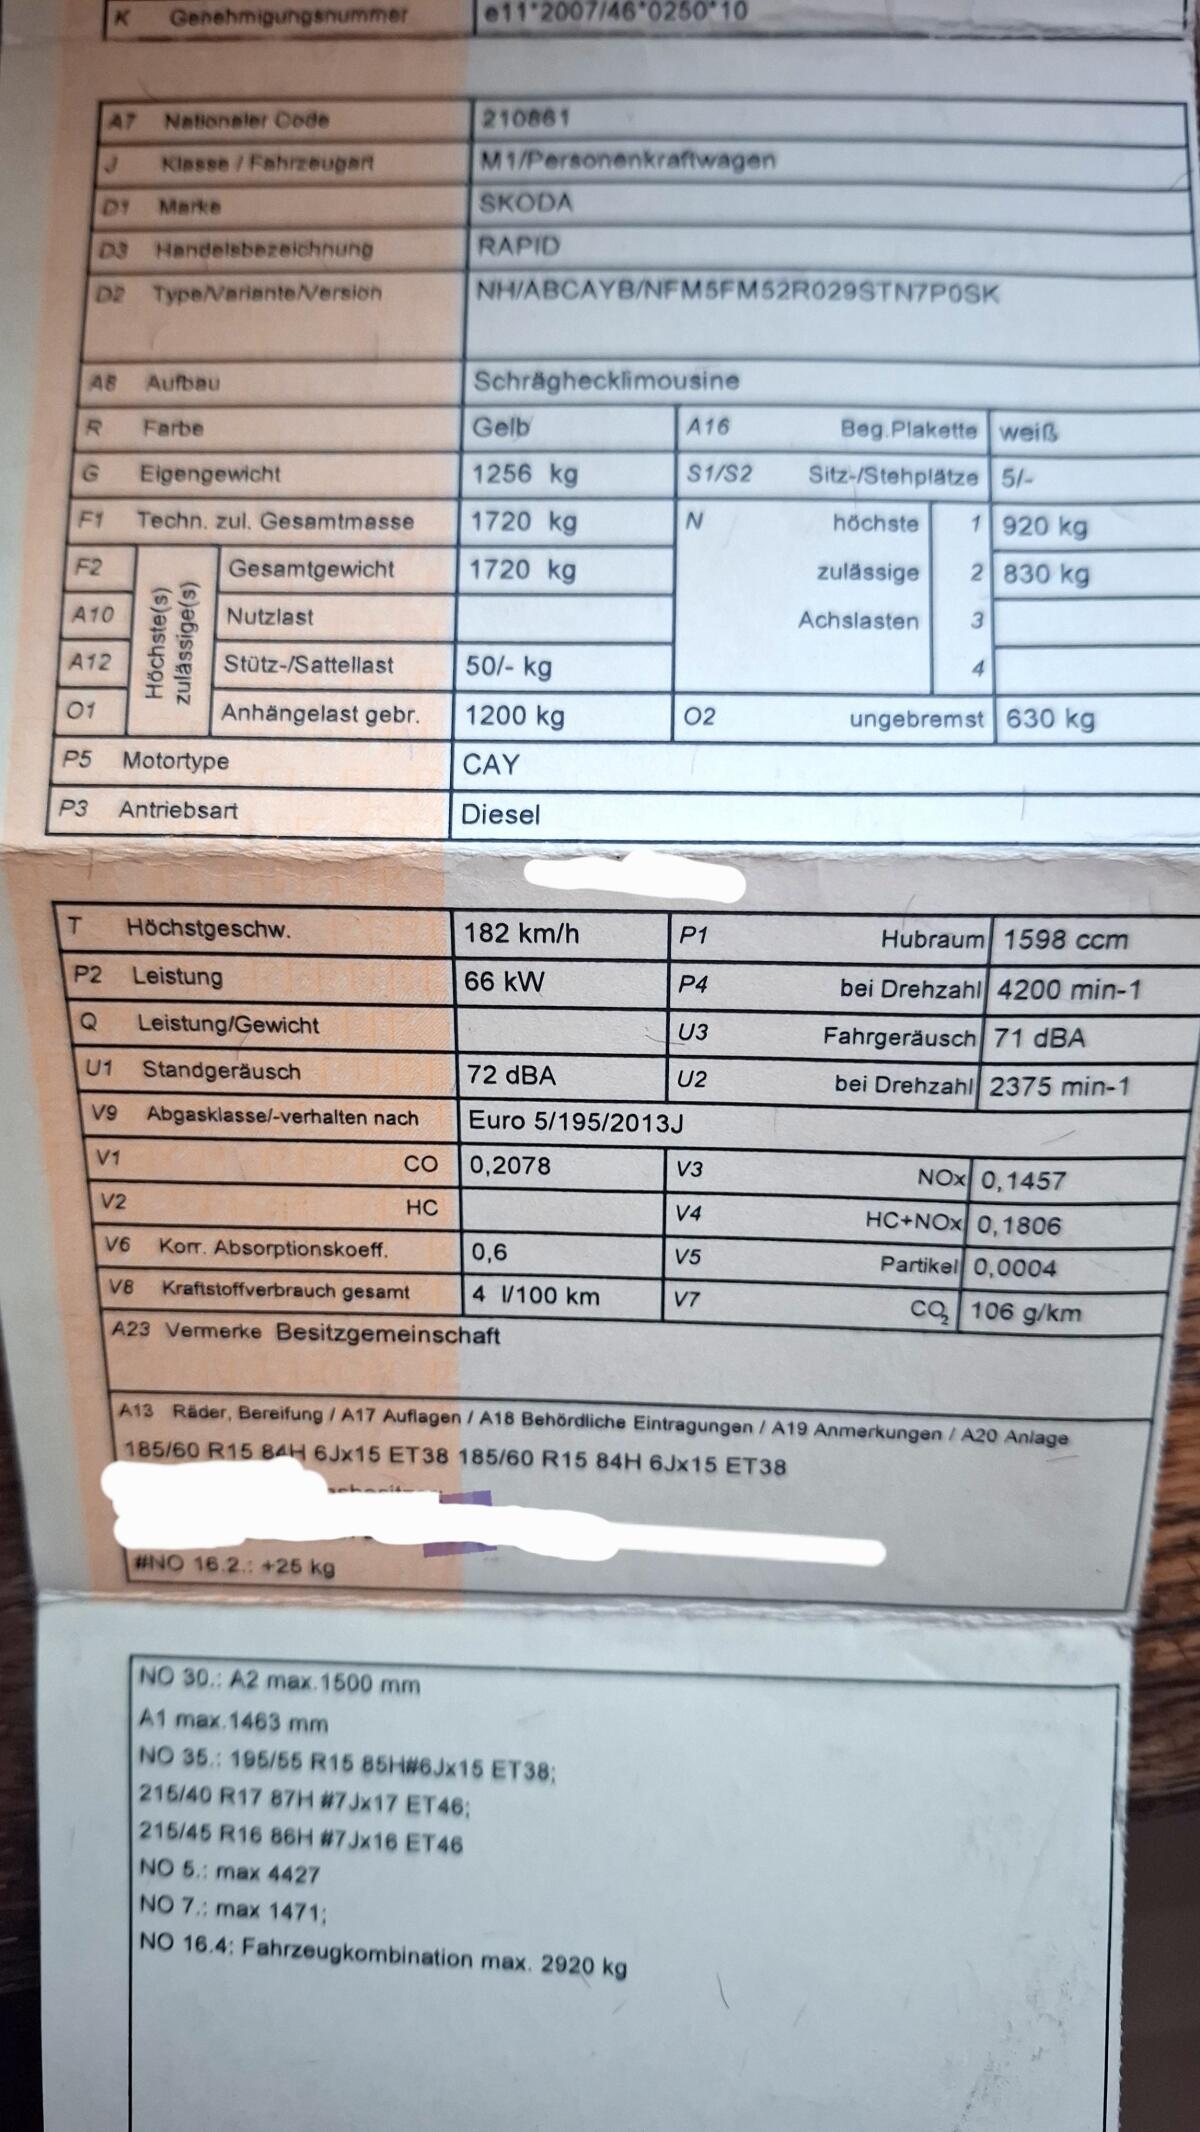 K Genehmigungsnummer e11*2007/46*0250*10
A7 Nationaler Code 210861
J Klasse / Fahrzeugart M1/Personenkraftwagen
D1 Marke SKODA
D3 Handelsbezeichnung RAPID
D2 Type/Variante/Version NH/ABCAYB/NFM5FM52R029STN7P0SK
A8 Aufbau Schräghecklimousine
R Farbe Gelb A16 Beg.Plakette weiß
G Eigengewicht 1256 kg S1/S2 Sitz-/Stehplätze 5/-
F1 Techn. zul. Gesamtmasse 1720 kg N höchste 1 920 kg
F2 Höchste(s) zulässige(s) Gesamtgewicht 1720 kg zulässige 2 830 kg
A10 Nutzlast Achslasten 3
A12 Stütz-/Sattellast 50/- kg 4
O1 Anhängelast gebr. 1200 kg O2 ungebremst 630 kg
P5 Motortype CAY
P3 Antriebsart Diesel
T Höchstgeschw. 182 km/h P1 Hubraum 1598 ccm
P2 Leistung 66 kW P4 bei Drehzahl 4200 min-1
Q Leistung/Gewicht U3 Fahrgeräusch 71 dBA
U1 Standgeräusch 72 dBA U2 bei Drehzahl 2375 min-1
V9 Abgasklasse/-verhalten nach Euro 5/195/2013J
V1 CO 0,2078 V3 NOx 0,1457
V2 HC V4 HC+NOx 0,1806
V6 Korr. Absorptionskoeff. 0,6 V5 Partikel 0,0004
V8 Kraftstoffverbrauch gesamt 4 l/100 km V7 CO2 106 g/km
A23 Vermerke Besitzgemeinschaft
A13 Räder, Bereifung / A17 Auflagen / A18 Behördliche Eintragungen / A19 Anmerkungen / A20 Anlage
185/60 R15 84H 6Jx15 ET38 185/60 R15 84H 6Jx15 ET38
#NO 16.2.: +25 kg
NO 30.: A2 max.1500 mm
A1 max.1463 mm
NO 35.: 195/55 R15 85H#6Jx15 ET38;
215/40 R17 87H #7Jx17 ET46;
215/45 R16 86H #7Jx16 ET46
NO 5.: max 4427
NO 7.: max 1471;
NO 16.4: Fahrzeugkombination max. 2920 kg